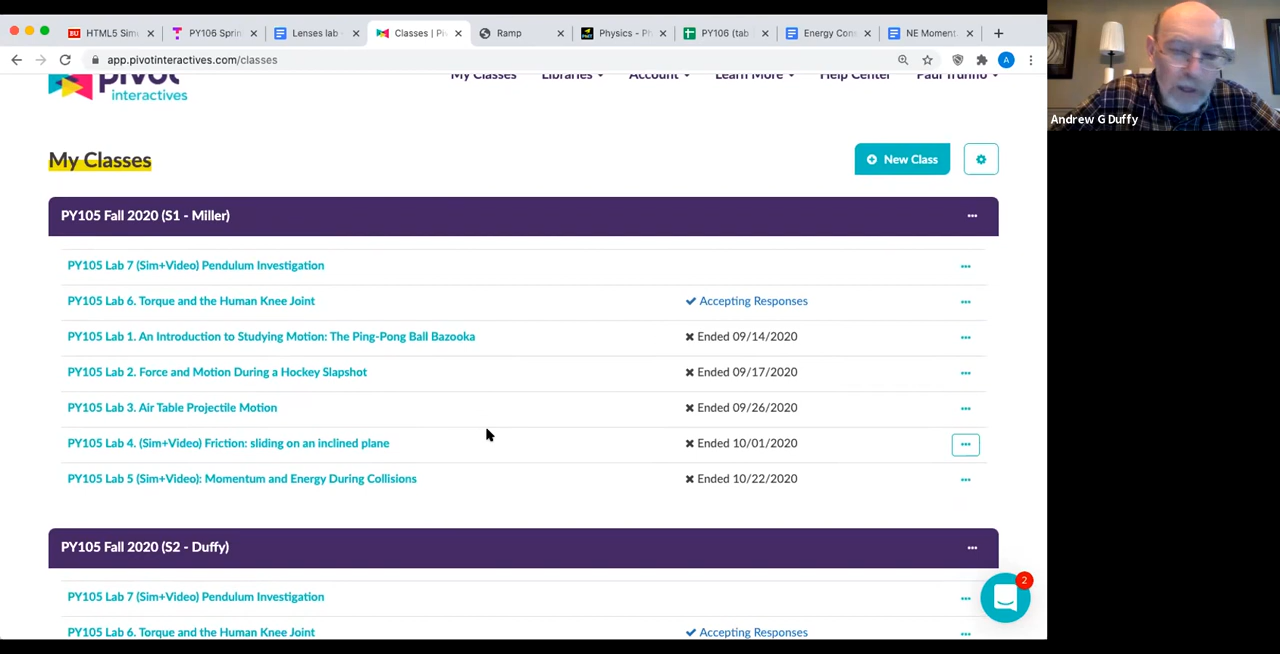 HTML5 Sim
PY106 Sprin
Lenses lab -
Classes | Pi
Ramp
Physics - Ph
PY106 (tab
Energy Cons
NE Moment
app.pivotinteractives.com/classes
A
pivot
interactives
My Classes
Libraries
Account
Learn More
Help Center
My Classes
New Class
PY105 Fall 2020 (S1 - Miller)
PY105 Lab 7 (Sim+Video) Pendulum Investigation
PY105 Lab 6. Torque and the Human Knee Joint Accepting Responses
PY105 Lab 1. An Introduction to Studying Motion: The Ping-Pong Ball Bazooka Ended 09/14/2020
PY105 Lab 2. Force and Motion During a Hockey Slapshot Ended 09/17/2020
PY105 Lab 3. Air Table Projectile Motion Ended 09/26/2020
PY105 Lab 4. (Sim+Video) Friction: sliding on an inclined plane Ended 10/01/2020
PY105 Lab 5 (Sim+Video): Momentum and Energy During Collisions Ended 10/22/2020
PY105 Fall 2020 (S2 - Duffy)
PY105 Lab 7 (Sim+Video) Pendulum Investigation
2
PY105 Lab 6. Torque and the Human Knee Joint Accepting Responses
Andrew G Duffy